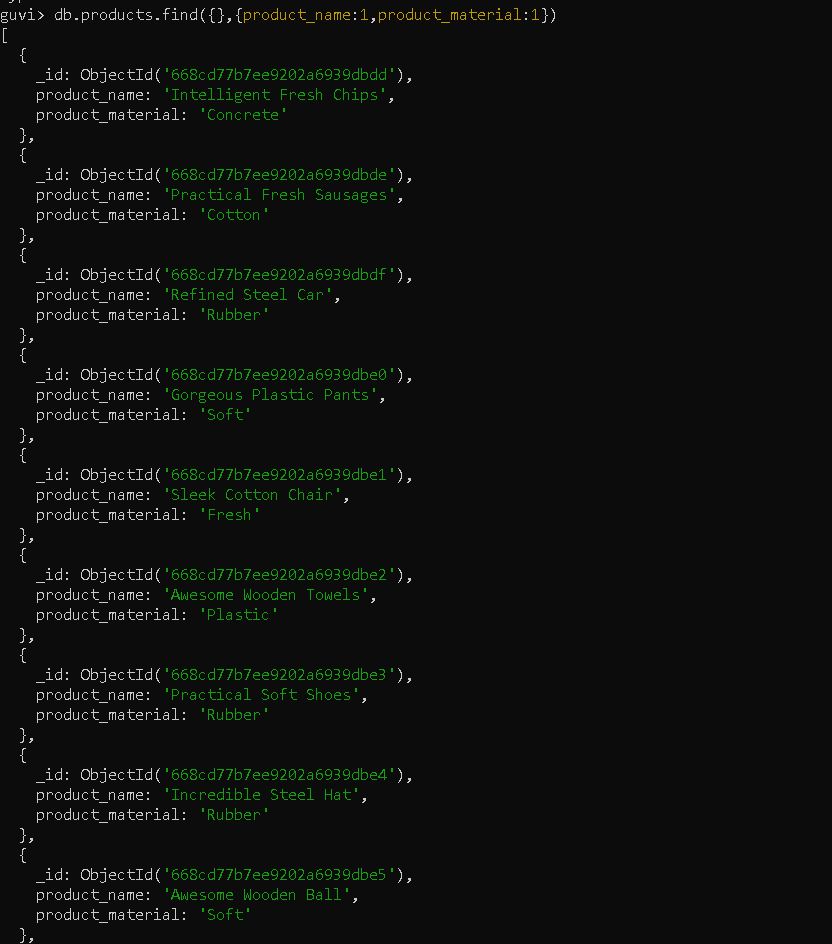 guvi> db.products.find({},{product_name:1,product_material:1})
[
  {
    _id: ObjectId('668cd77b7ee9202a6939dbdd'),
    product_name: 'Intelligent Fresh Chips',
    product_material: 'Concrete'
  },
  {
    _id: ObjectId('668cd77b7ee9202a6939dbde'),
    product_name: 'Practical Fresh Sausages',
    product_material: 'Cotton'
  },
  {
    _id: ObjectId('668cd77b7ee9202a6939dbdf'),
    product_name: 'Refined Steel Car',
    product_material: 'Rubber'
  },
  {
    _id: ObjectId('668cd77b7ee9202a6939dbe0'),
    product_name: 'Gorgeous Plastic Pants',
    product_material: 'Soft'
  },
  {
    _id: ObjectId('668cd77b7ee9202a6939dbe1'),
    product_name: 'Sleek Cotton Chair',
    product_material: 'Fresh'
  },
  {
    _id: ObjectId('668cd77b7ee9202a6939dbe2'),
    product_name: 'Awesome Wooden Towels',
    product_material: 'Plastic'
  },
  {
    _id: ObjectId('668cd77b7ee9202a6939dbe3'),
    product_name: 'Practical Soft Shoes',
    product_material: 'Rubber'
  },
  {
    _id: ObjectId('668cd77b7ee9202a6939dbe4'),
    product_name: 'Incredible Steel Hat',
    product_material: 'Rubber'
  },
  {
    _id: ObjectId('668cd77b7ee9202a6939dbe5'),
    product_name: 'Awesome Wooden Ball',
    product_material: 'Soft'
  },